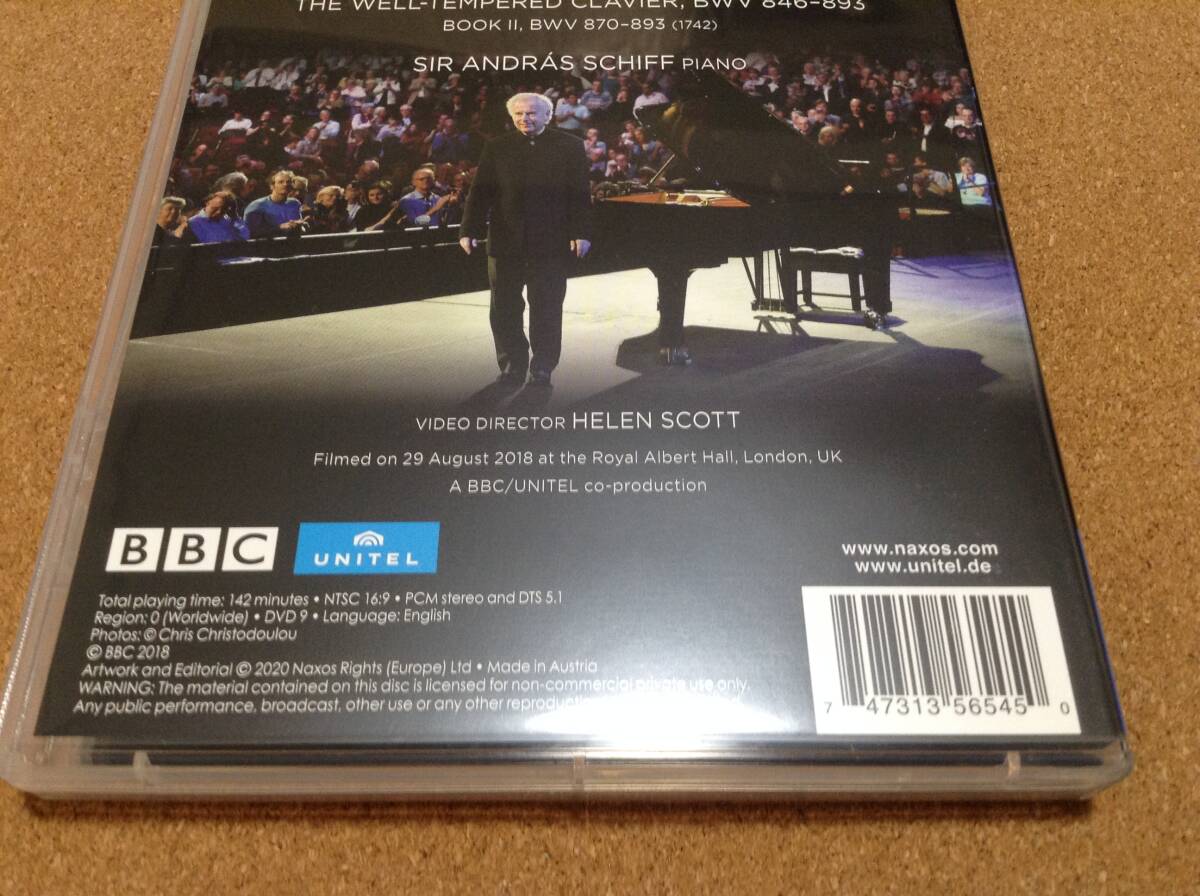 THE WELL-TEMPERED CLAVIER, BWV 846–893
BOOK II, BWV 870–893 (1742)
SIR ANDRÁS SCHIFF PIANO
VIDEO DIRECTOR HELEN SCOTT
Filmed on 29 August 2018 at the Royal Albert Hall, London, UK
A BBC/UNITEL co-production
BBC
UNITEL
www.naxos.com
www.unitel.de
Total playing time: 142 minutes • NTSC 16:9 • PCM stereo and DTS 5.1
Region: 0 (Worldwide) • DVD 9 • Language: English
Photos: © Chris Christodoulou
© BBC 2018
Artwork and Editorial © 2020 Naxos Rights (Europe) Ltd • Made in Austria
WARNING: The material contained on this disc is licensed for non-commercial private use only.
Any public performance, broadcast, other use or any other
7 47313 56545 0